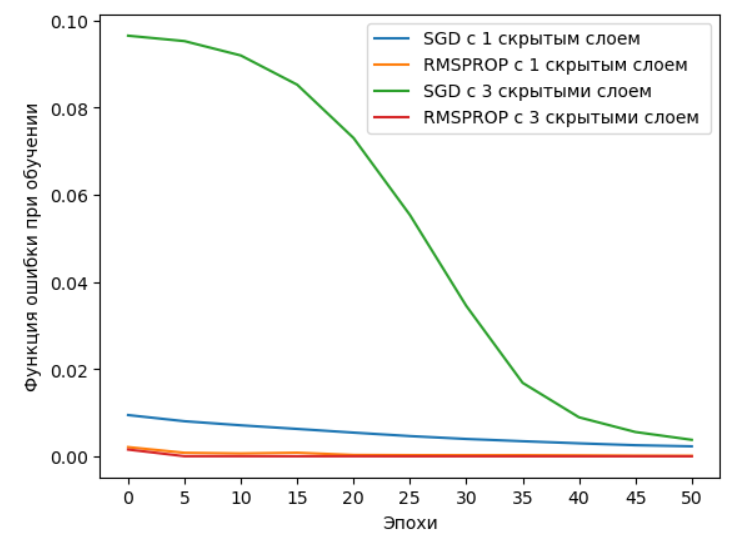 SGD с 1 скрытым слоем
RMSPROP с 1 скрытым слоем
SGD с 3 скрытыми слоем
RMSPROP с 3 скрытыми слоем
Функция ошибки при обучении
0.10
0.08
0.06
0.04
0.02
0.00
0 5 10 15 20 25 30 35 40 45 50
Эпохи